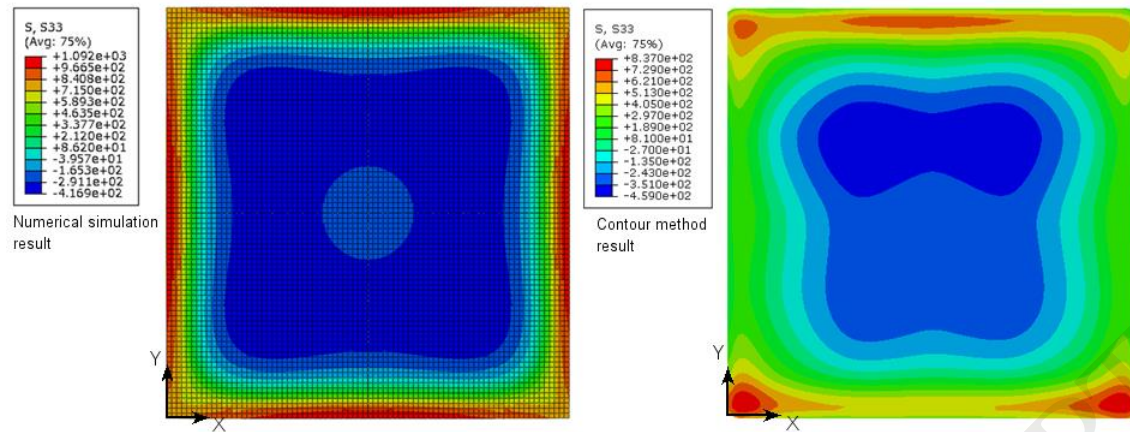 S, S33
(Avg: 75%)
+1.092e+03
+9.665e+02
+8.408e+02
+7.150e+02
+5.893e+02
+4.635e+02
+3.377e+02
+2.120e+02
+8.620e+01
-3.957e+01
-1.653e+02
-2.911e+02
-4.169e+02
Numerical simulation
result
Y
X
S, S33
(Avg: 75%)
+8.370e+02
+7.290e+02
+6.210e+02
+5.130e+02
+4.050e+02
+2.970e+02
+1.890e+02
+8.100e+01
-2.700e+01
-1.350e+02
-2.430e+02
-3.510e+02
-4.590e+02
Contour method
result
Y
X